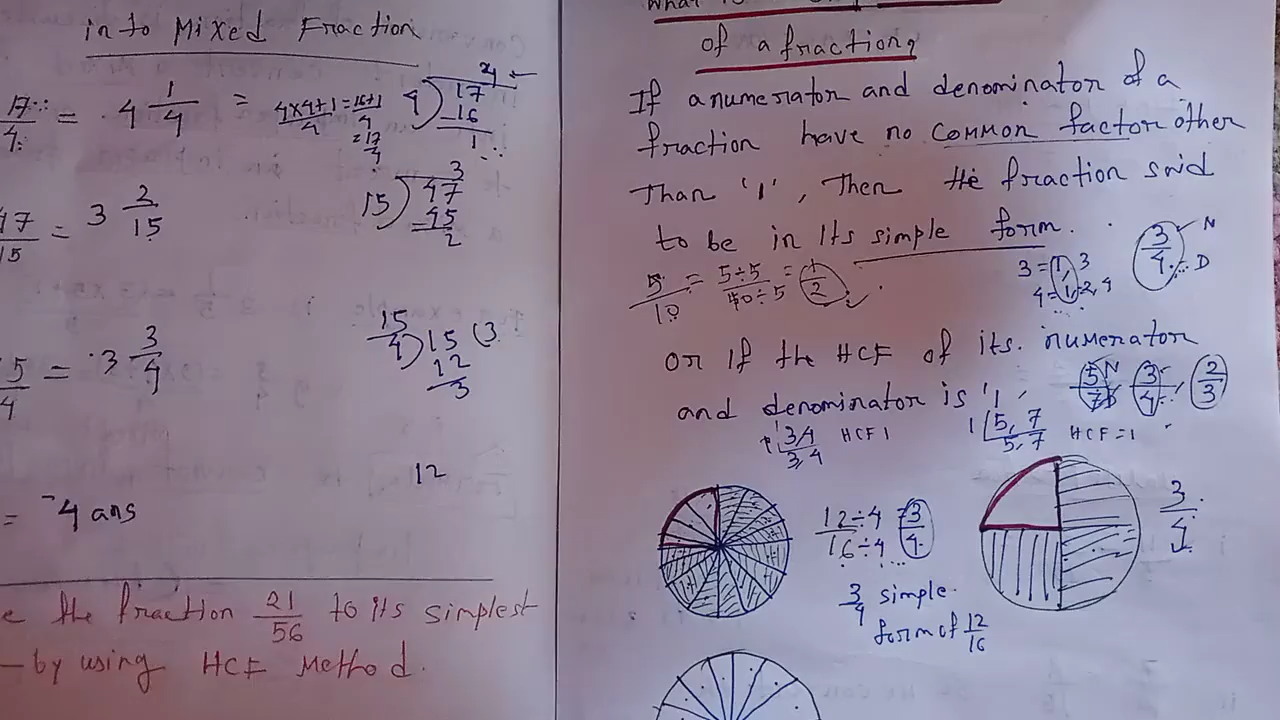 into Mixed Fraction
17/4 = 4 1/4 = 4×4+1/4 = 16+1/4 = 17/4
4)17
-16
1
47/15 = 3 2/15
3
15)47
=45
2
5/4 = 3 3/4
15/4)15(3
12
3
12
= 4 ans
e the fraction 21/56 to its simplest
by using HCF Method.
of a fraction?
If a numerator and denominator of a
fraction have no common factor other
Than '1', Then the fraction said
to be in its simple form.
3/4 N D
3 = 1, 3
4 = 1, 2, 4
5/10 = 5÷5/10÷5 = 1/2
or If the HCF of its numerator
and denominator is '1,
5/7 N D 3/4, 2/3
1|3,4 HCF 1
3,4
1|5,7 HCF = 1
5,7
12÷4/16÷4 = 3/4
3/4
3/4 simple
form of 12/16